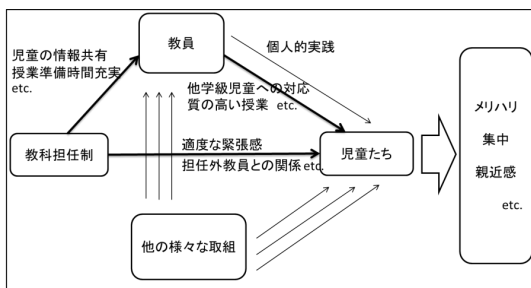 児童の情報共有
授業準備時間充実
etc.
教員
個人的実践
他学級児童への対応
質の高い授業 etc.
教科担任制
適度な緊張感
担任外教員との関係etc.
児童たち
他の様々な取組
メリハリ
集中
親近感
etc.